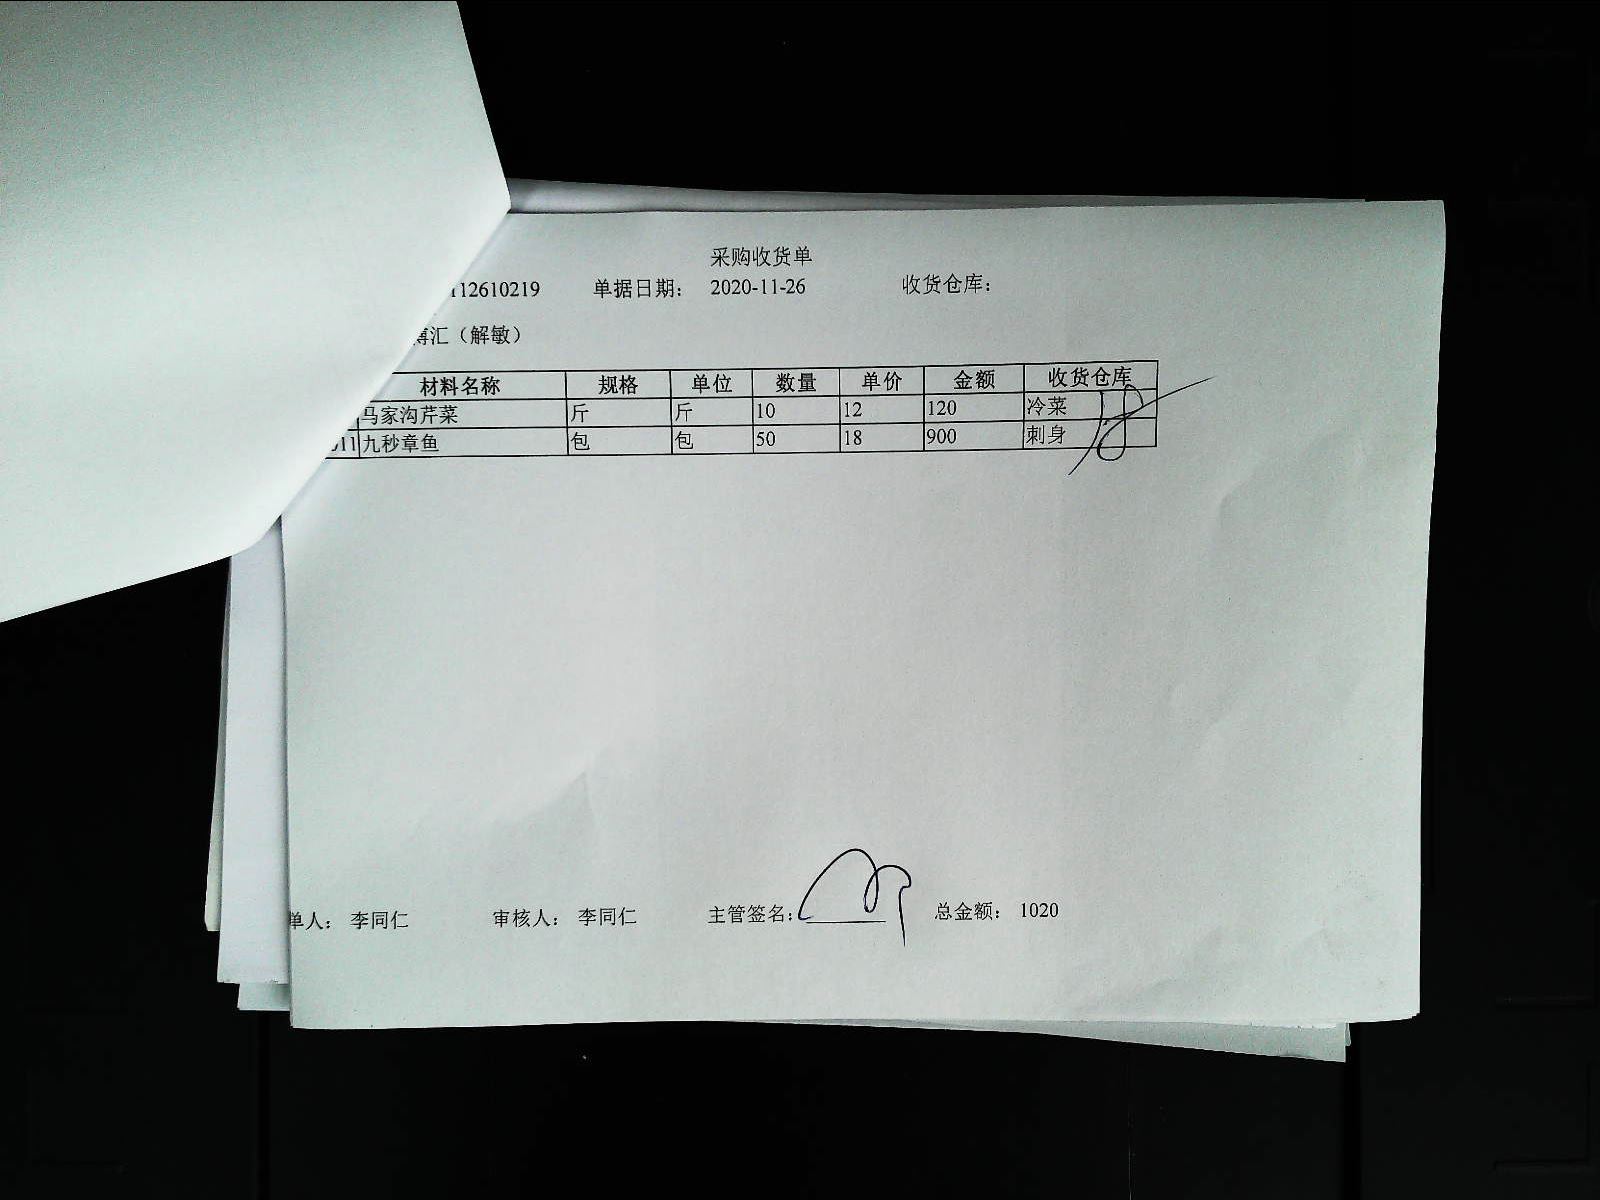 采购收货单
112610219 单据日期： 2020-11-26 收货仓库：
博汇（解敏）
材料名称 规格 单位 数量 单价 金额 收货仓库
马家沟芹菜 斤 斤 10 12 120 冷菜
011 九秒章鱼 包 包 50 18 900 刺身
单人： 李同仁 审核人： 李同仁 主管签名： 总金额： 1020